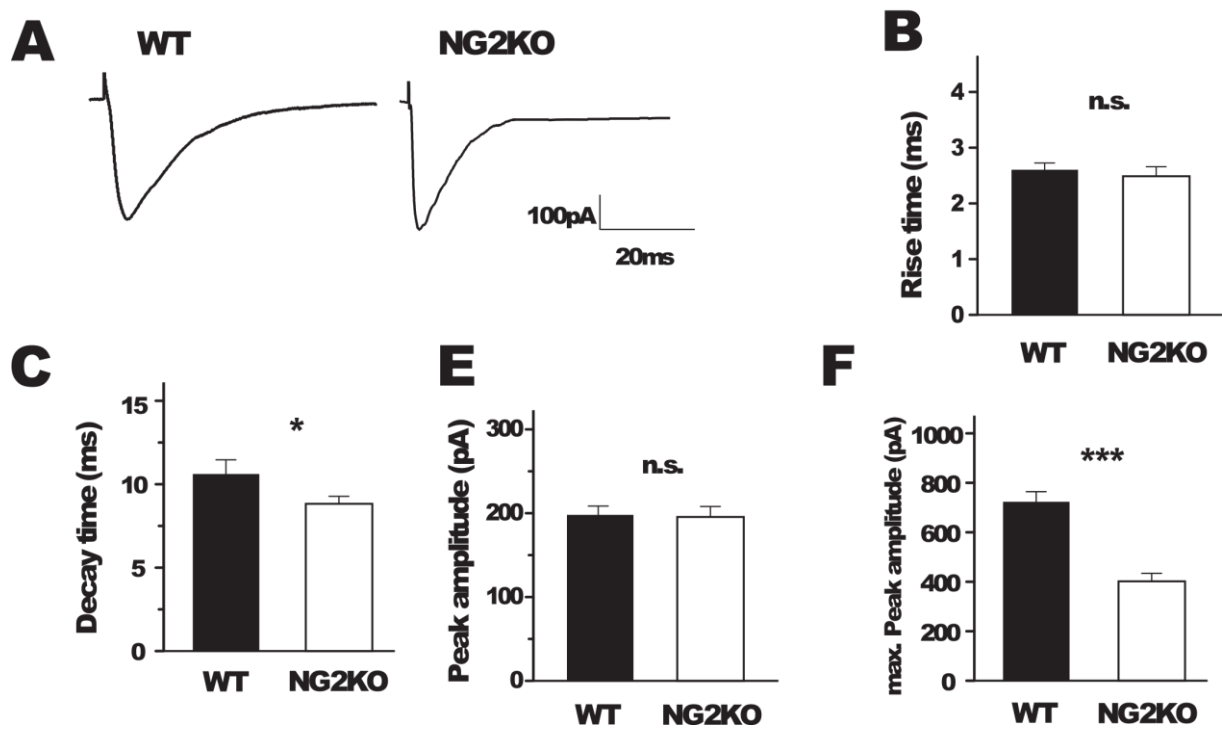 A
WT
NG2KO
100pA
20ms
B
Rise time (ms)
4
3
2
1
0
n.s.
WT
NG2KO
C
Decay time (ms)
15
10
5
0
*
WT
NG2KO
E
Peak amplitude (pA)
300
200
100
0
n.s.
WT
NG2KO
F
max. Peak amplitude (pA)
1000
800
600
400
200
0
***
WT
NG2KO